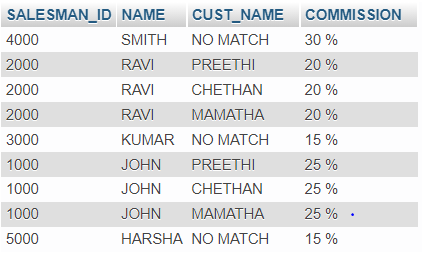 SALESMAN_ID NAME CUST_NAME COMMISSION
4000 SMITH NO MATCH 30 %
2000 RAVI PREETHI 20 %
2000 RAVI CHETHAN 20 %
2000 RAVI MAMATHA 20 %
3000 KUMAR NO MATCH 15 %
1000 JOHN PREETHI 25 %
1000 JOHN CHETHAN 25 %
1000 JOHN MAMATHA 25 %
5000 HARSHA NO MATCH 15 %